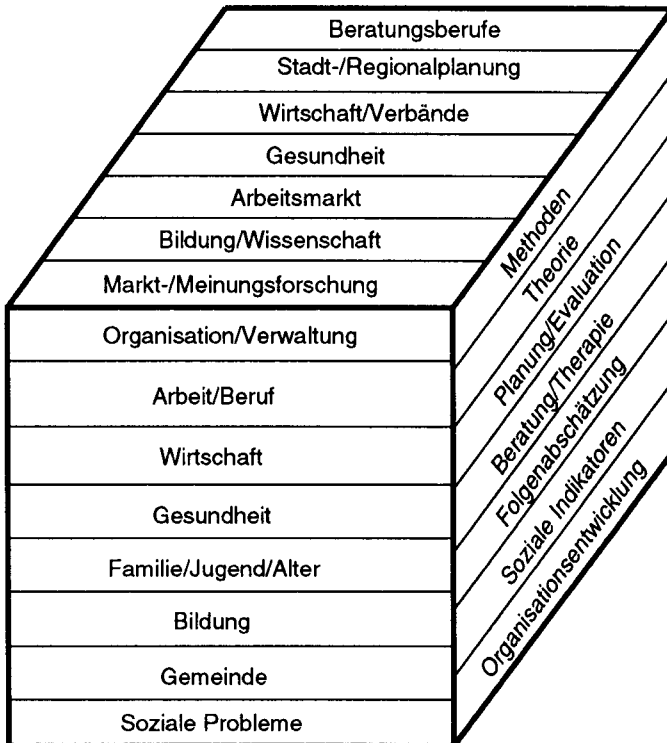 Beratungsberufe
Stadt-/Regionalplanung
Wirtschaft/Verbände
Gesundheit
Arbeitsmarkt
Bildung/Wissenschaft
Markt-/Meinungsforschung
Organisation/Verwaltung
Arbeit/Beruf
Wirtschaft
Gesundheit
Familie/Jugend/Alter
Bildung
Gemeinde
Soziale Probleme
Methoden
Theorie
Planung/Evaluation
Beratung/Therapie
Folgenabschätzung
Soziale Indikatoren
Organisationsentwicklung